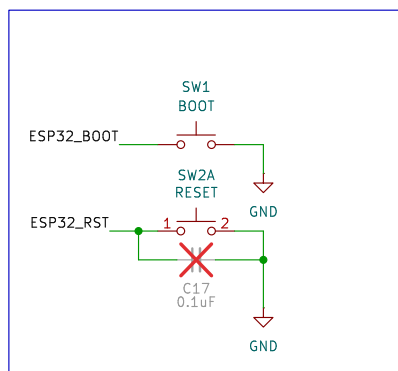 SW1
BOOT
ESP32_BOOT
GND
SW2A
RESET
ESP32_RST
1
2
C17
0.1uF
GND